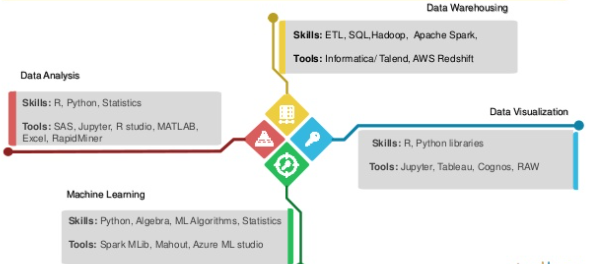 Data Warehousing
Skills: ETL, SQL,Hadoop, Apache Spark,
Tools: Informatica/ Talend, AWS Redshift
Data Analysis
Skills: R, Python, Statistics
Tools: SAS, Jupyter, R studio, MATLAB,
Excel, RapidMiner
Data Visualization
Skills: R, Python libraries
Tools: Jupyter, Tableau, Cognos, RAW
Machine Learning
Skills: Python, Algebra, ML Algorithms, Statistics
Tools: Spark MLib, Mahout, Azure ML studio